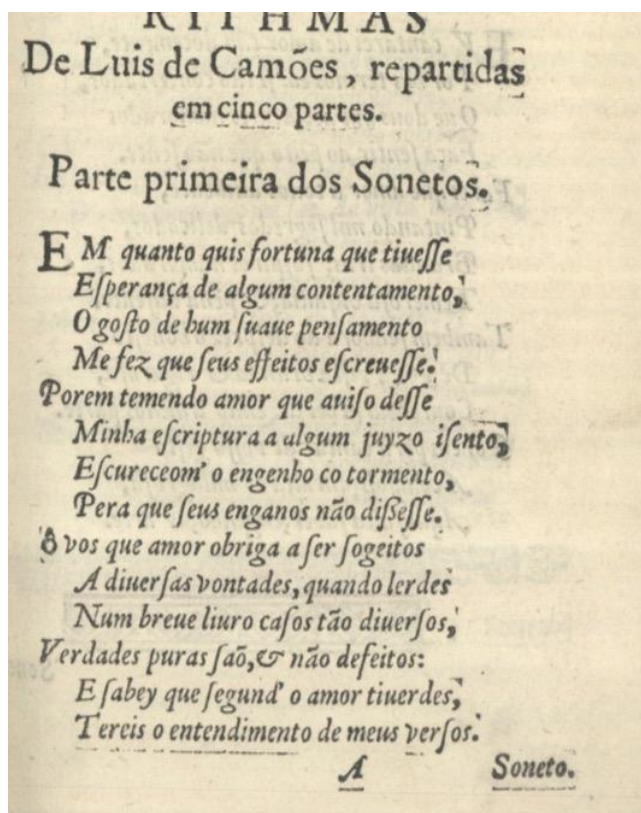 RITHMAS
De Luis de Camões, repartidas
em cinco partes.
Parte primeira dos Sonetos.
EM quanto quis fortuna que tiueſſe
Eſperança de algum contentamento,
O goſto de hum ſuaue penſamento
Me fez que ſeus effeitos eſcreueſſe.
Porem temendo amor que auiſo deſſe
Minha eſcriptura a algum juyzo iſento,
Eſcureceom' o engenho co tormento,
Pera que ſeus enganos não dißeſſe.
Ô vos que amor obriga a ſer ſogeitos
A diuerſas vontades, quando lerdes
Num breue liuro caſos tão diuerſos,
Verdades puras ſaõ, & não defeitos:
E ſabey que ſegund' o amor tiuerdes,
Tereis o entendimento de meus verſos.
A Soneto.